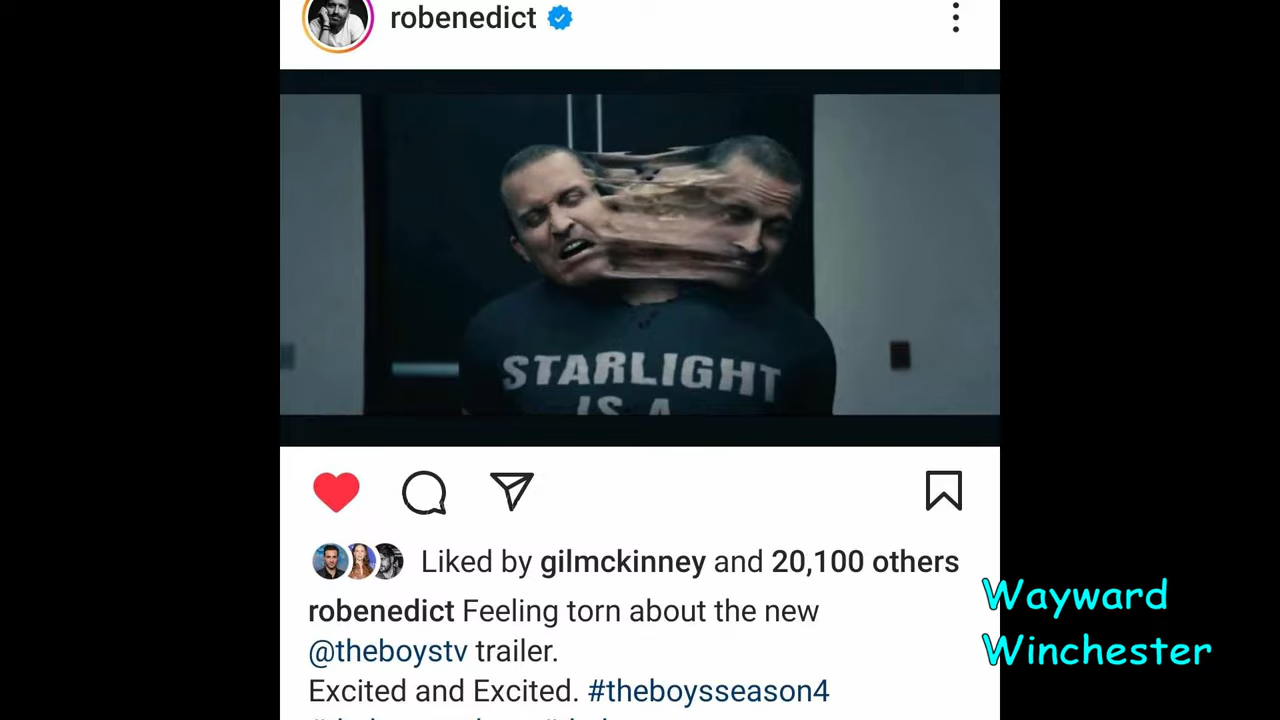 robenedict
STARLIGHT
IS A
Liked by gilmckinney and 20,100 others
robenedict Feeling torn about the new
@theboystv trailer.
Excited and Excited. #theboysseason4
Wayward
Winchester